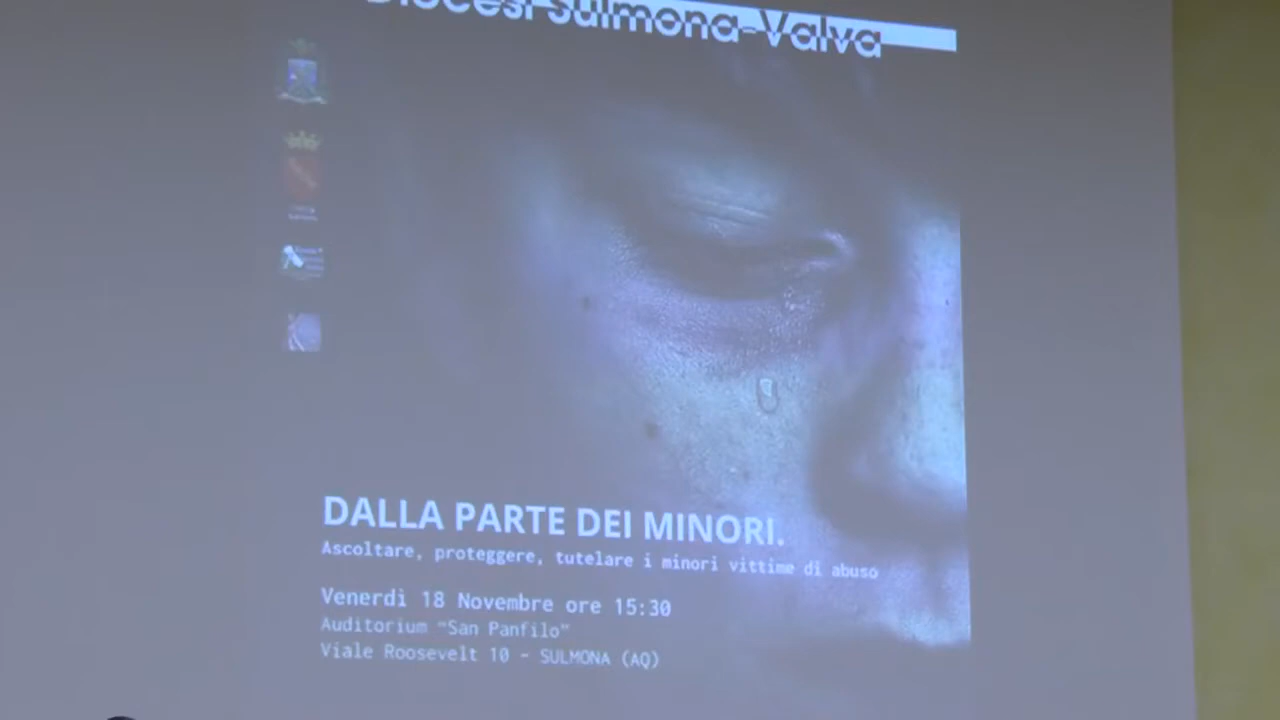 Diocesi Sulmona-Valva
DALLA PARTE DEI MINORI.
Ascoltare, proteggere, tutelare i minori vittime di abuso
Venerdì 18 Novembre ore 15:30
Auditorium "San Panfilo"
Viale Roosevelt 10 - SULMONA (AQ)